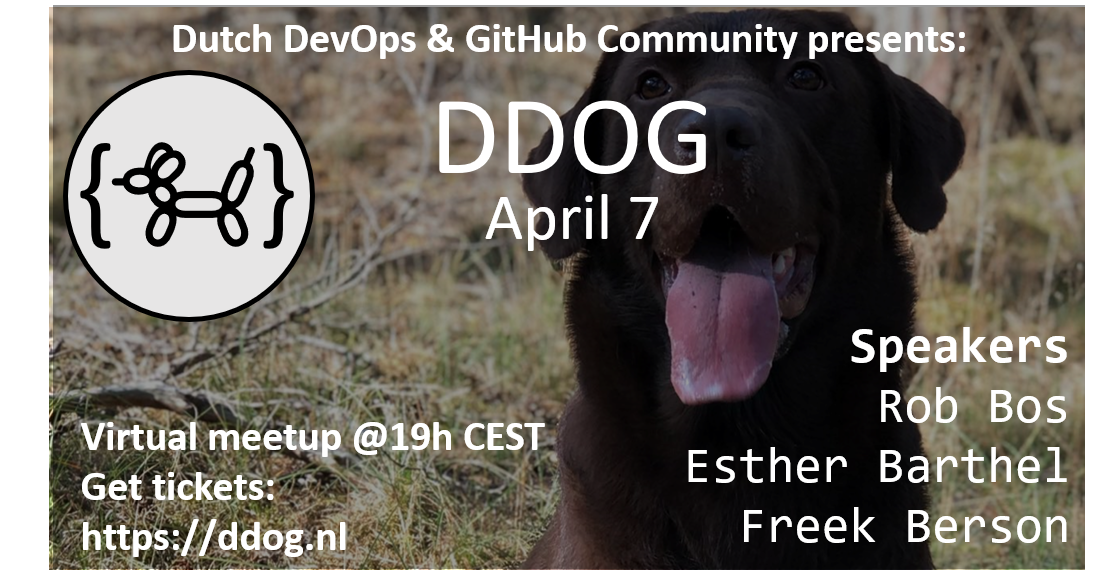 Dutch DevOps & GitHub Community presents:
DDOG
April 7
Speakers
Rob Bos
Esther Barthel
Freek Berson
Virtual meetup @19h CEST
Get tickets:
https://ddog.nl